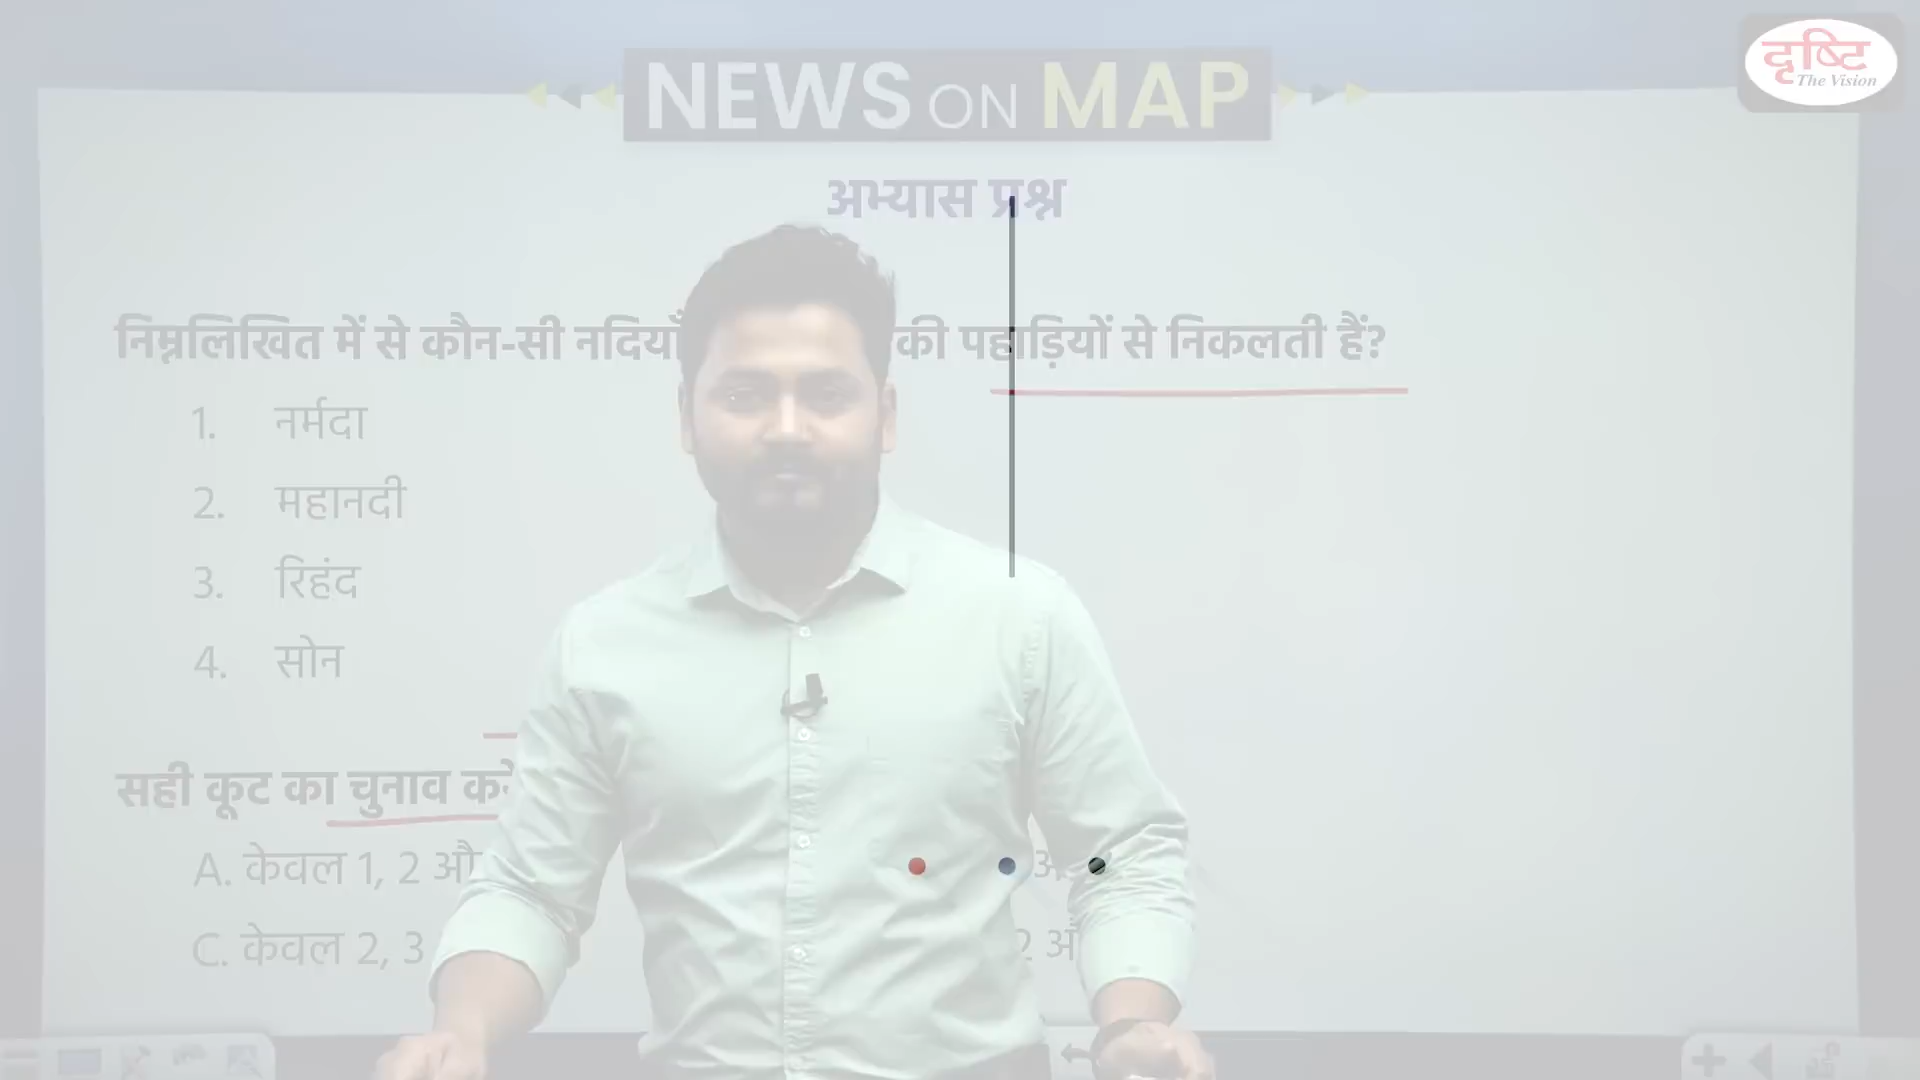 दृष्टि
The Vision
NEWS ON MAP
अभ्यास प्रश्न
निम्नलिखित में से कौन-सी नदियाँ की पहाड़ियों से निकलती हैं?
1. नर्मदा
2. महानदी
3. रिहंद
4. सोन
सही कूट का चुनाव करें
A. केवल 1, 2 औ
C. केवल 2, 3 2